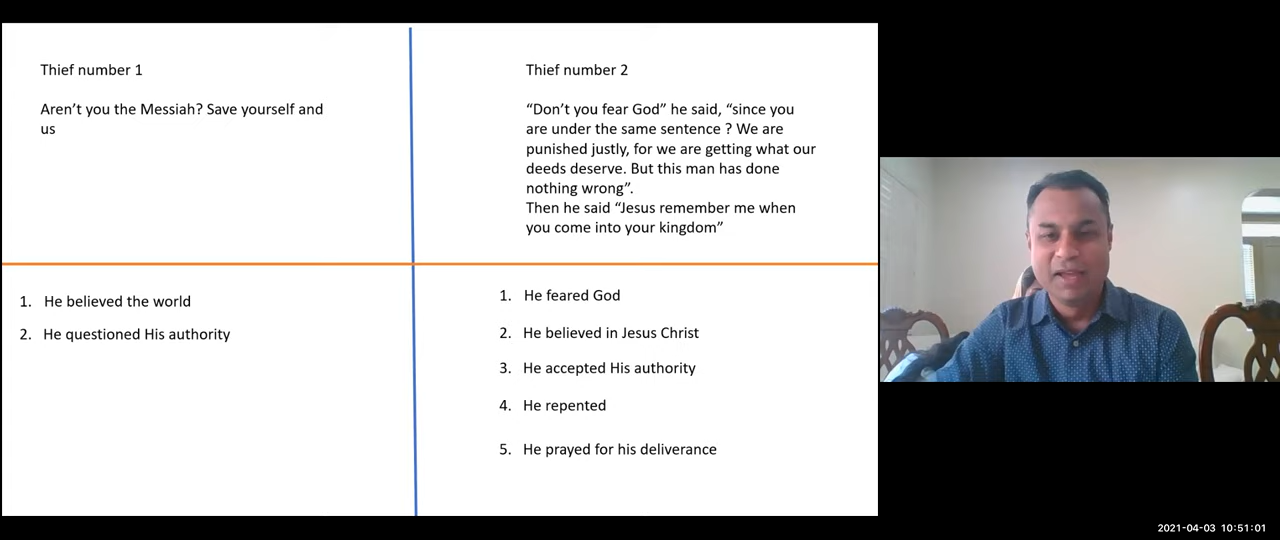 Thief number 1
Aren’t you the Messiah? Save yourself and
us
Thief number 2
“Don’t you fear God” he said, “since you
are under the same sentence ? We are
punished justly, for we are getting what our
deeds deserve. But this man has done
nothing wrong”.
Then he said “Jesus remember me when
you come into your kingdom”
1. He believed the world
2. He questioned His authority
1. He feared God
2. He believed in Jesus Christ
3. He accepted His authority
4. He repented
5. He prayed for his deliverance
2021-04-03 10:51:01